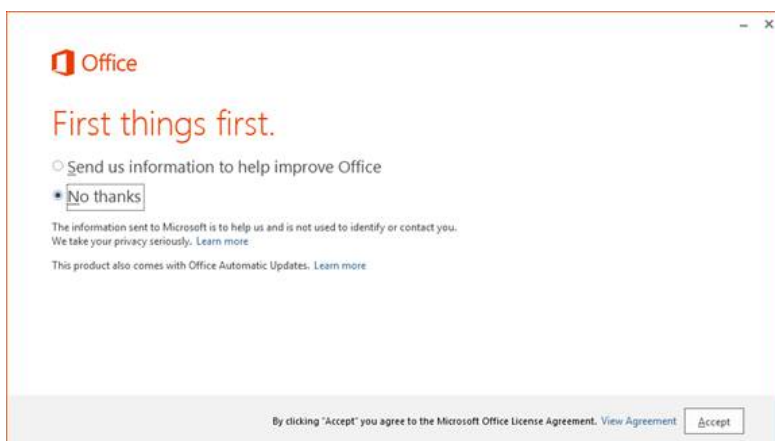 Office
First things first.
Send us information to help improve Office
No thanks
The information sent to Microsoft is to help us and is not used to identify or contact you.
We take your privacy seriously. Learn more
This product also comes with Office Automatic Updates. Learn more
By clicking "Accept" you agree to the Microsoft Office License Agreement. View Agreement Accept